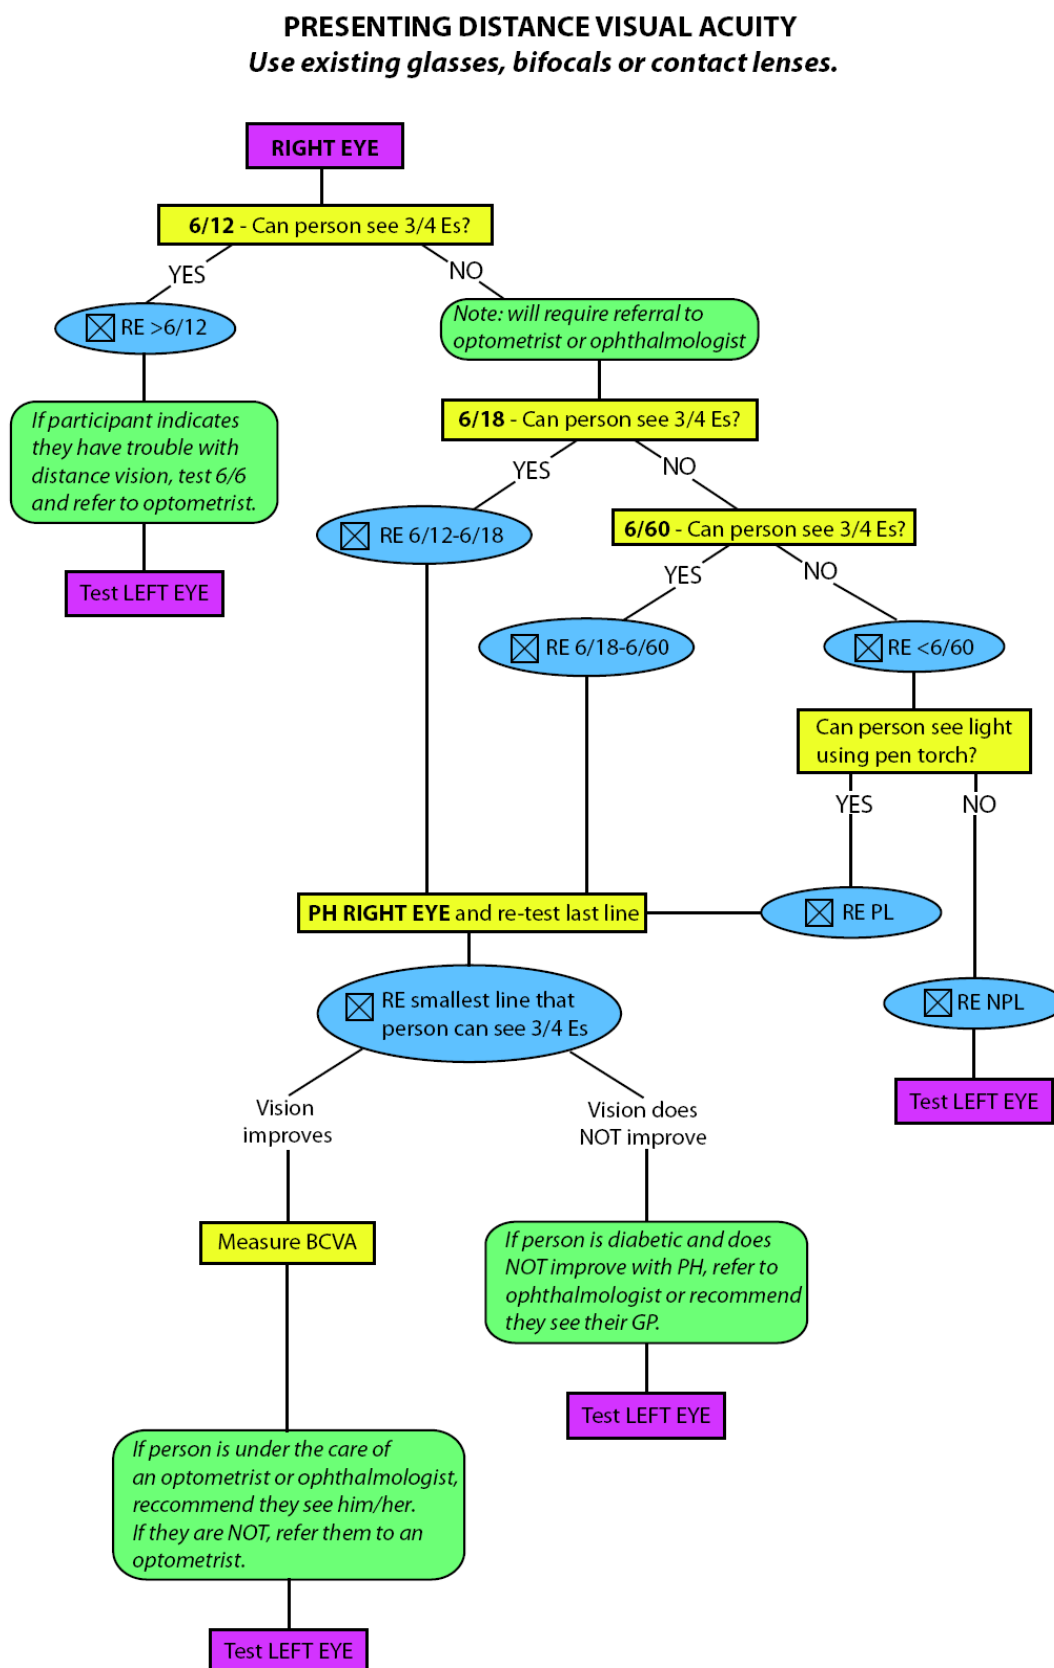 PRESENTING DISTANCE VISUAL ACUITY
Use existing glasses, bifocals or contact lenses.
RIGHT EYE
6/12 - Can person see 3/4 Es?
YES
NO
RE >6/12
Note: will require referral to
optometrist or ophthalmologist
If participant indicates
they have trouble with
distance vision, test 6/6
and refer to optometrist.
Test LEFT EYE
6/18 - Can person see 3/4 Es?
YES
NO
RE 6/12-6/18
6/60 - Can person see 3/4 Es?
YES
NO
RE 6/18-6/60
RE <6/60
Can person see light
using pen torch?
YES
NO
PH RIGHT EYE and re-test last line
RE PL
RE NPL
Test LEFT EYE
RE smallest line that
person can see 3/4 Es
Vision
improves
Vision does
NOT improve
Measure BCVA
If person is diabetic and does
NOT improve with PH, refer to
ophthalmologist or recommend
they see their GP.
Test LEFT EYE
If person is under the care of
an optometrist or ophthalmologist,
reccommend they see him/her.
If they are NOT, refer them to an
optometrist.
Test LEFT EYE